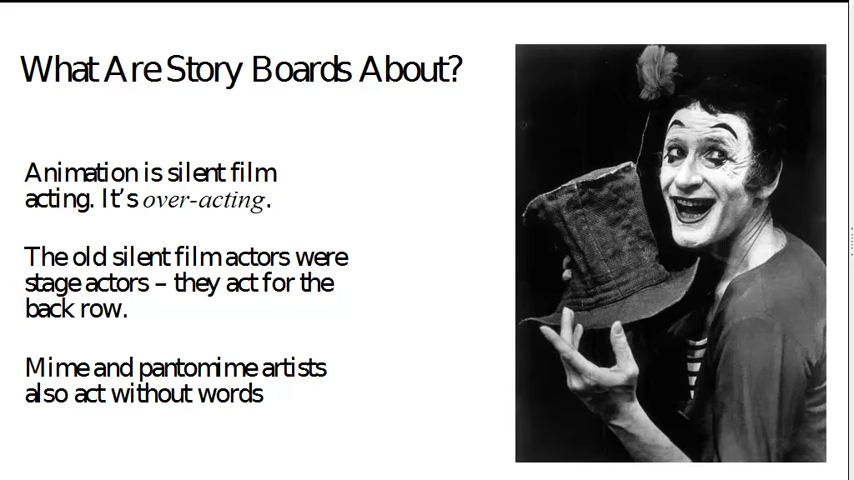 What Are Story Boards About?
Animation is silent film
acting. It's over-acting.
The old silent film actors were
stage actors – they act for the
back row.
Mime and pantomime artists
also act without words